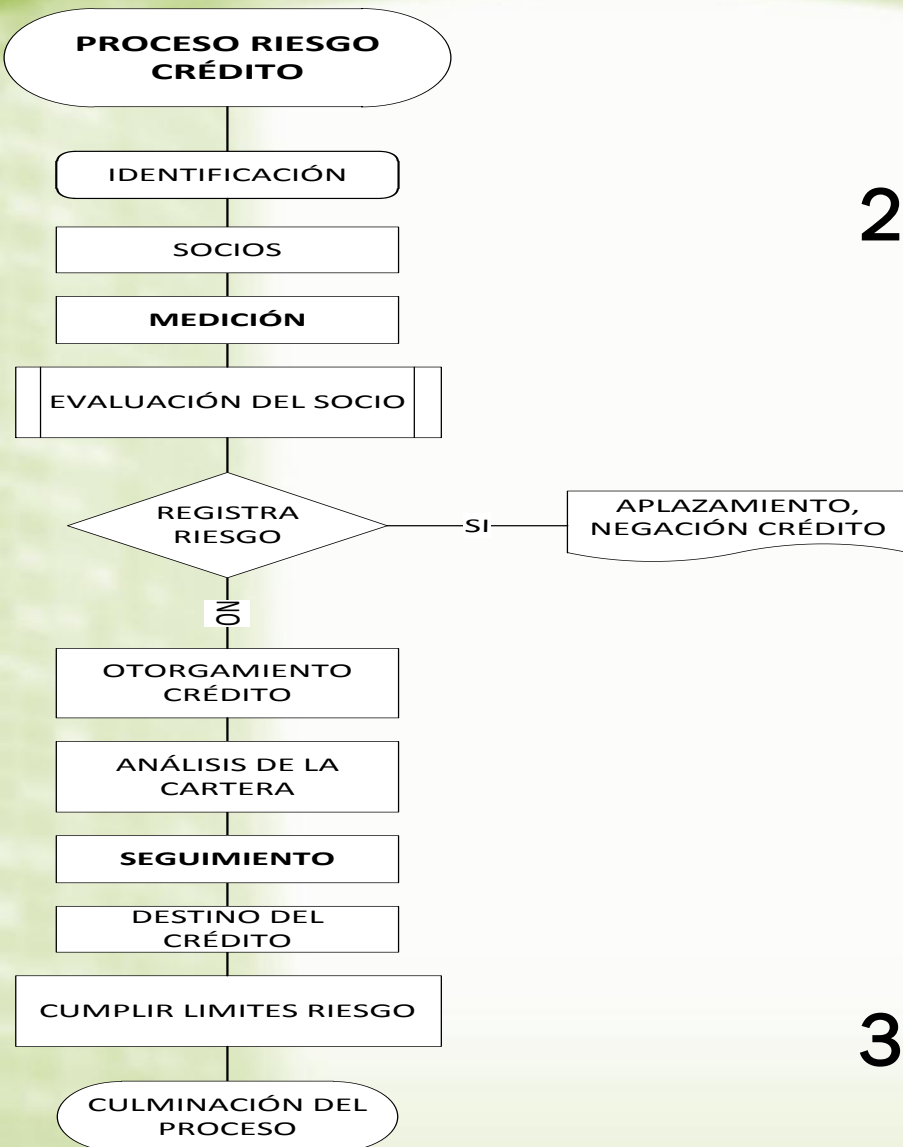 PROCESO RIESGO
CRÉDITO
IDENTIFICACIÓN
SOCIOS
MEDICIÓN
EVALUACIÓN DEL SOCIO
REGISTRA
RIESGO
SI
APLAZAMIENTO,
NEGACIÓN CRÉDITO
NO
OTORGAMIENTO
CRÉDITO
ANÁLISIS DE LA
CARTERA
SEGUIMIENTO
DESTINO DEL
CRÉDITO
CUMPLIR LIMITES RIESGO
CULMINACIÓN DEL
PROCESO
2
3